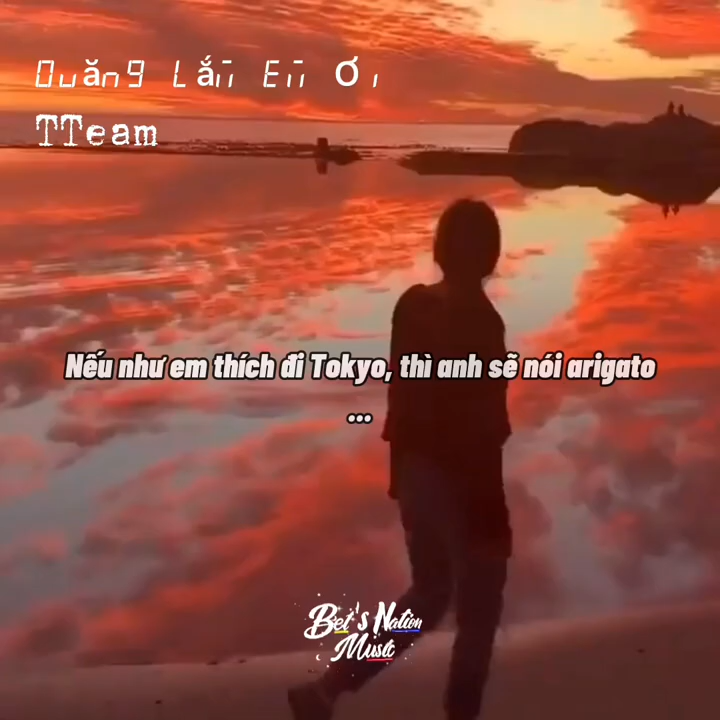 Quăng Lắm Em Ơi
TTeam
Nếu như em thích đi Tokyo, thì anh sẽ nói arigato
...
Bet's Nation
Music